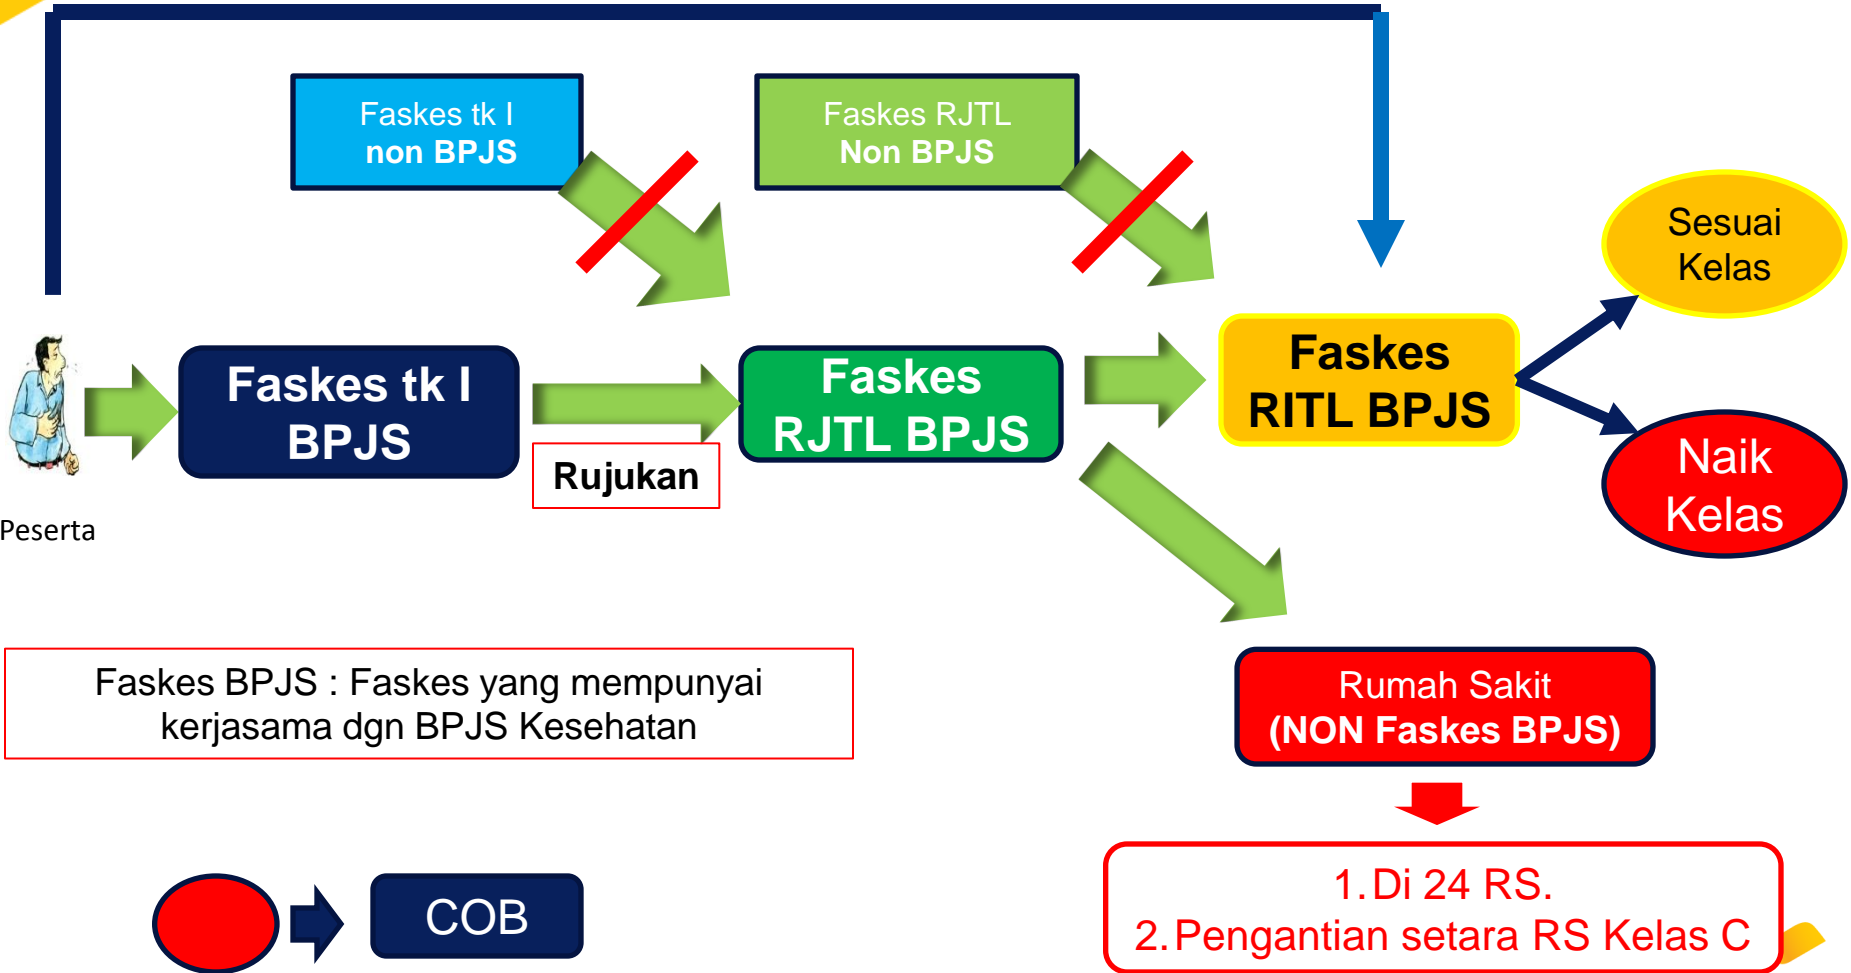 Faskes tk I
non BPJS
Faskes RJTL
Non BPJS
Sesuai
Kelas
Faskes tk I
BPJS
Rujukan
Faskes
RJTL BPJS
Faskes
RITL BPJS
Naik
Kelas
Peserta
Faskes BPJS : Faskes yang mempunyai
kerjasama dgn BPJS Kesehatan
Rumah Sakit
(NON Faskes BPJS)
COB
1.Di 24 RS.
2.Pengantian setara RS Kelas C